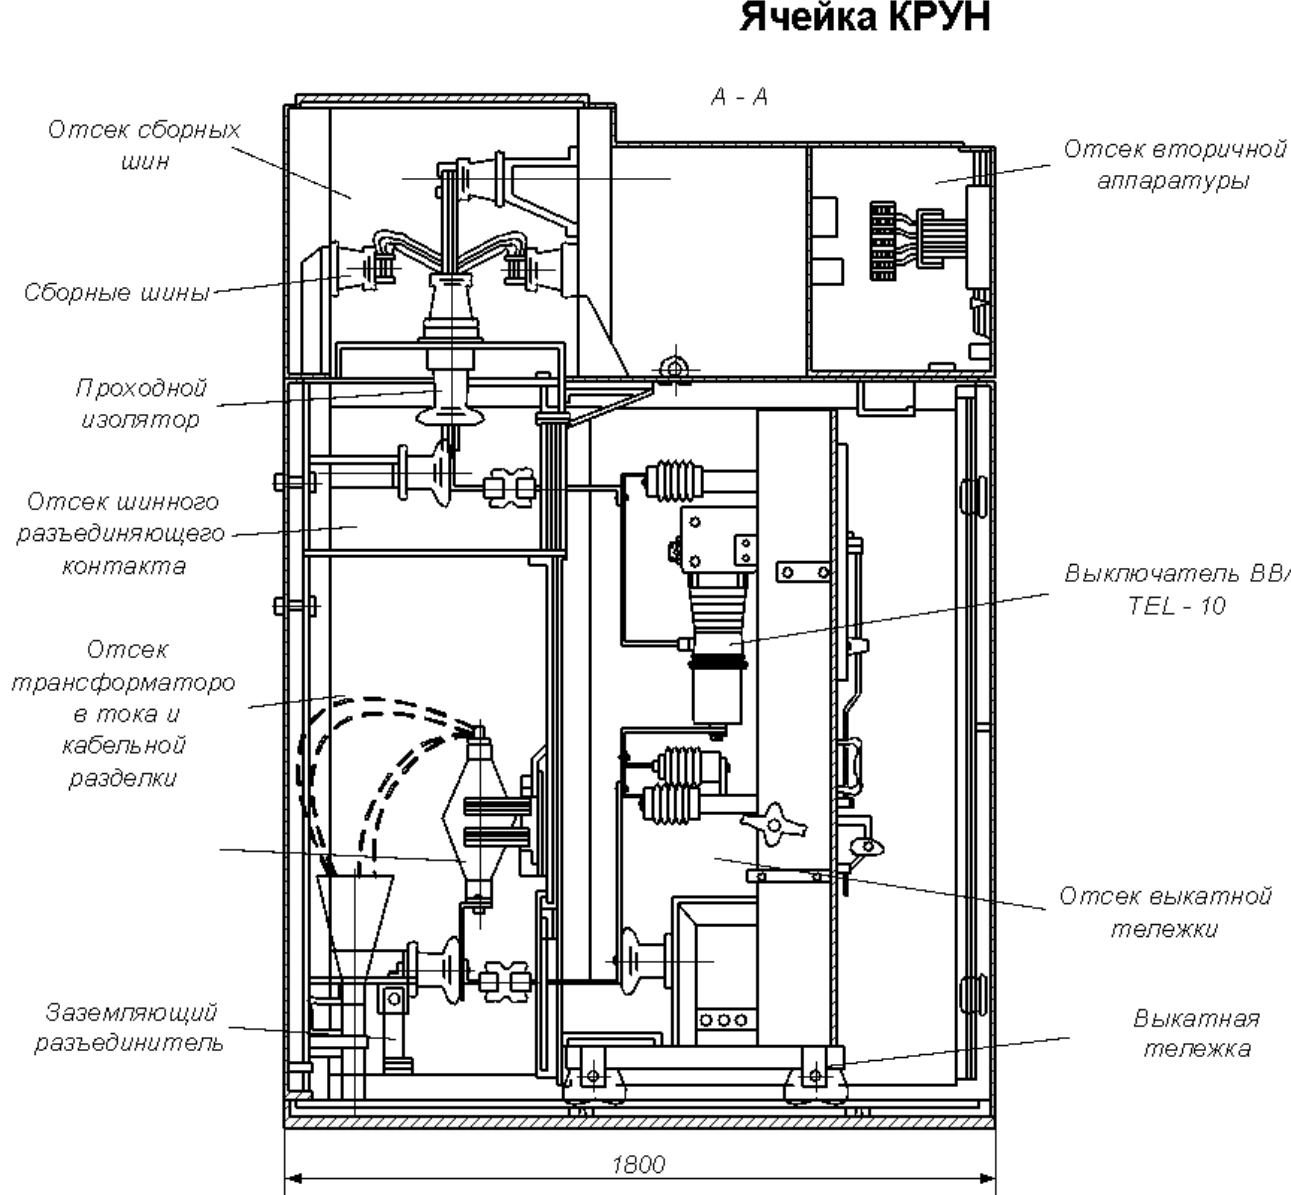 Ячейка КРУН
А - А
Отсек сборных
шин
Отсек вторичной
аппаратуры
Сборные шины
Проходной
изолятор
Отсек шинного
разъединяющего
контакта
Выключатель ВВ/
TEL - 10
Отсек
трансформаторо
в тока и
кабельной
разделки
Отсек выкатной
тележки
Заземляющий
разъединитель
Выкатная
тележка
1800